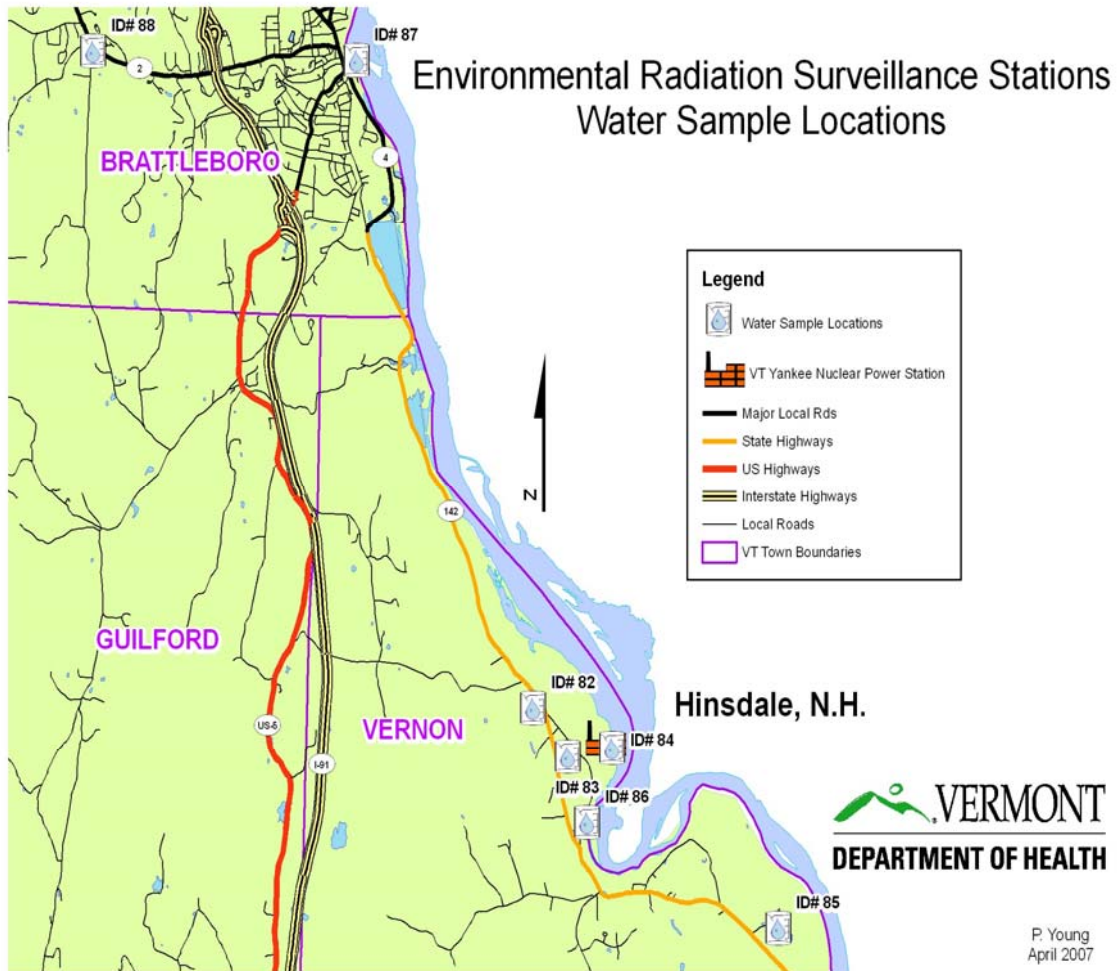 ID# 88
ID# 87
Environmental Radiation Surveillance Stations
Water Sample Locations
2
4
BRATTLEBORO
Legend
Water Sample Locations
VT Yankee Nuclear Power Station
Major Local Rds
State Highways
US Highways
Interstate Highways
Local Roads
VT Town Boundaries
N
142
GUILFORD
VERNON
US-5
I-91
ID# 82
Hinsdale, N.H.
ID# 84
ID# 83
ID# 86
VERMONT
DEPARTMENT OF HEALTH
ID# 85
P. Young
April 2007